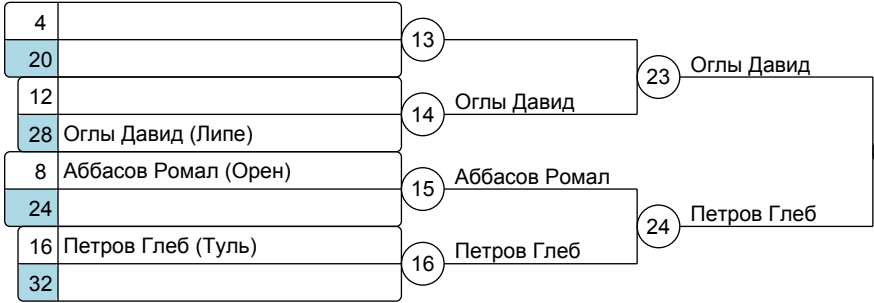 4
13
20
23 Оглы Давид
12
14 Оглы Давид
28 Оглы Давид (Липе)
8 Аббасов Ромал (Орен)
15 Аббасов Ромал
24
24 Петров Глеб
16 Петров Глеб (Туль)
16 Петров Глеб
32